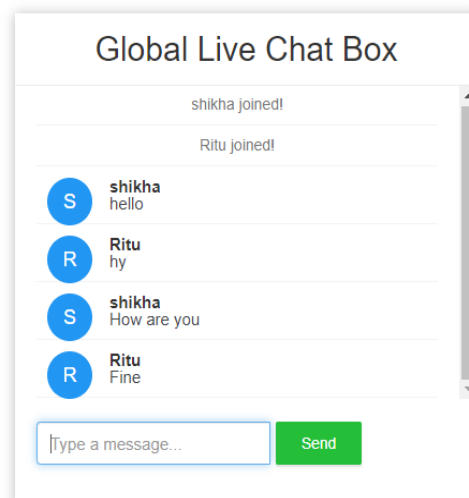 Global Live Chat Box
shikha joined!
Ritu joined!
S
shikha
hello
R
Ritu
hy
S
shikha
How are you
R
Ritu
Fine
Type a message...
Send